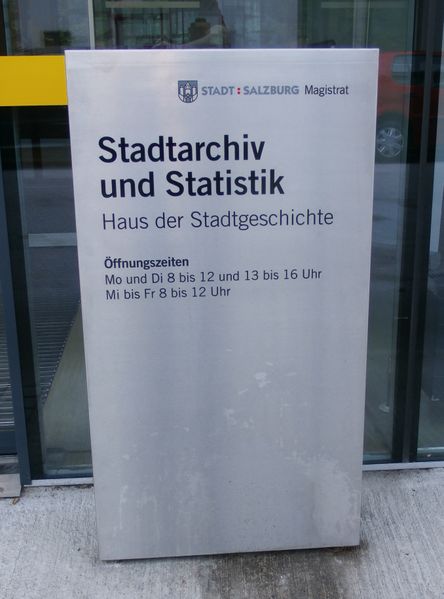 STADT : SALZBURG Magistrat
Stadtarchiv
und Statistik
Haus der Stadtgeschichte
Öffnungszeiten
Mo und Di 8 bis 12 und 13 bis 16 Uhr
Mi bis Fr 8 bis 12 Uhr